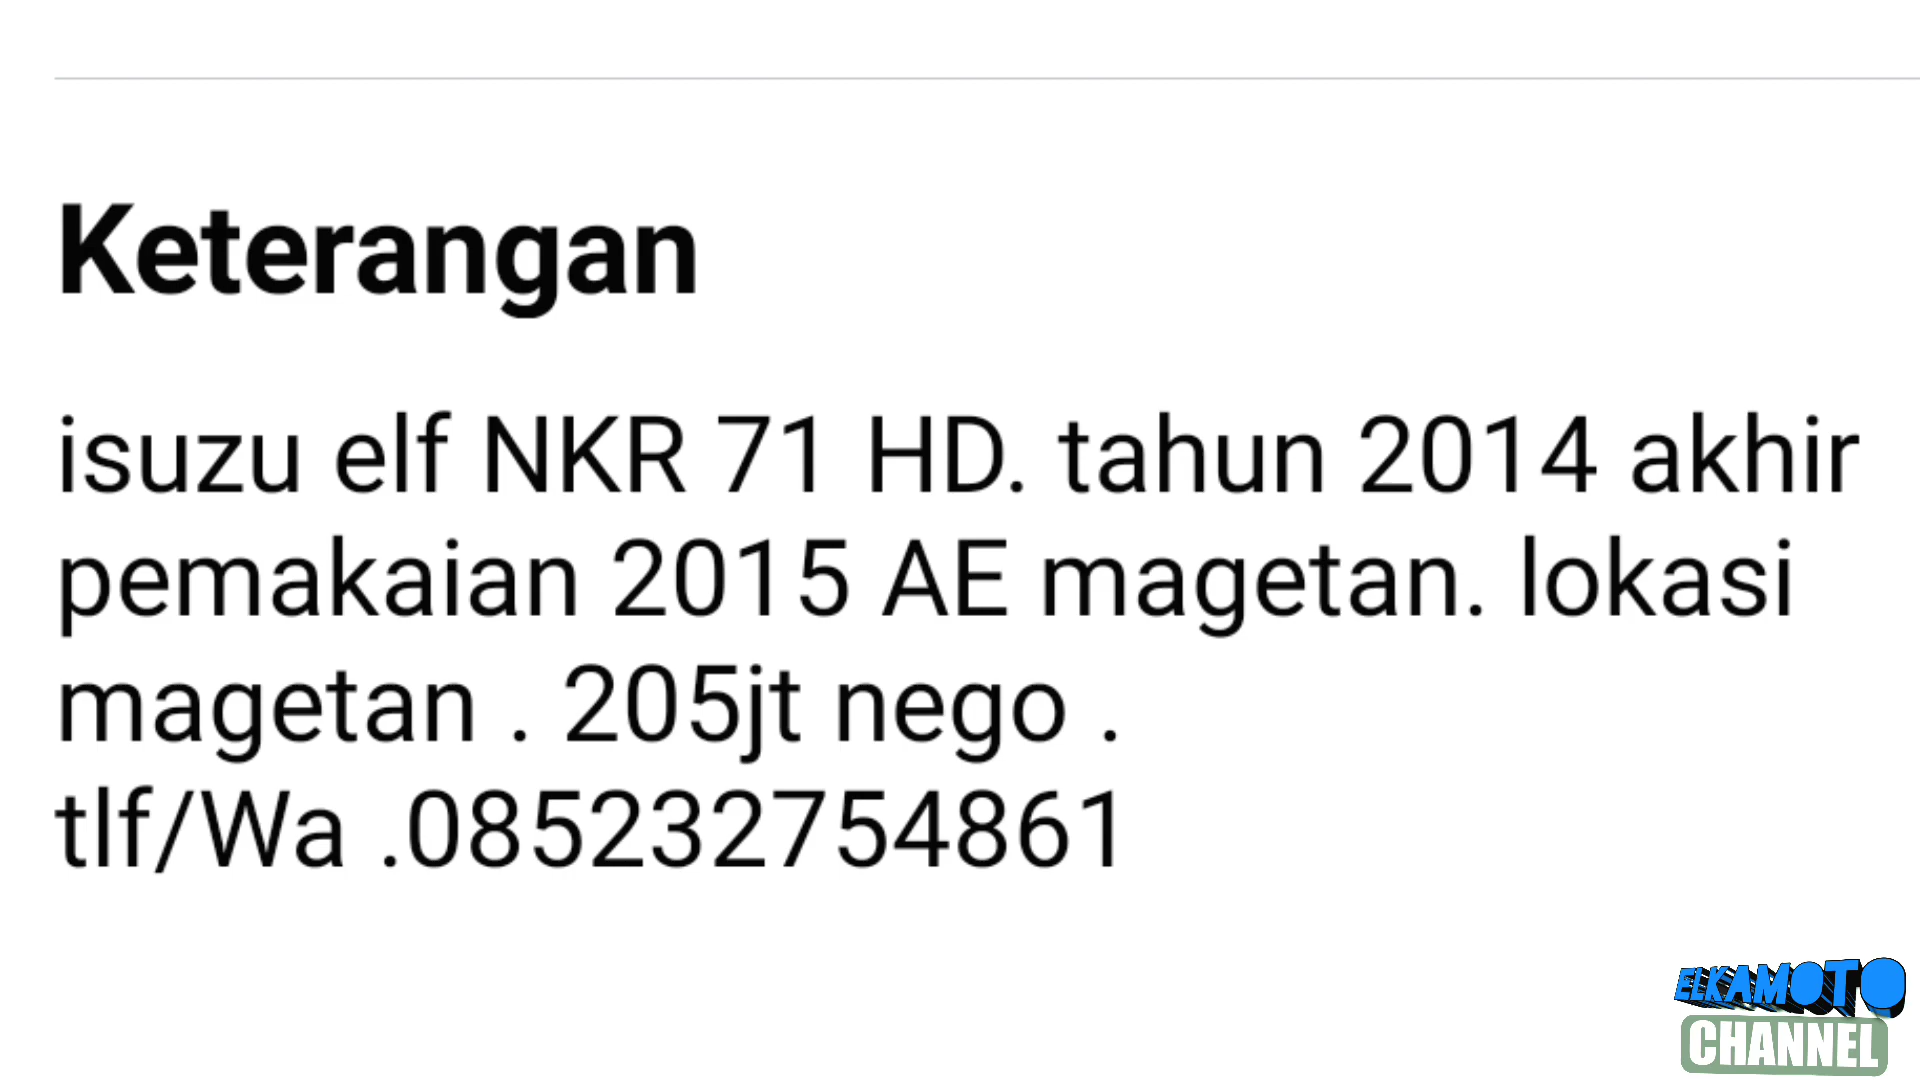 Keterangan
isuzu elf NKR 71 HD. tahun 2014 akhir
pemakaian 2015 AE magetan. lokasi
magetan . 205jt nego .
tlf/Wa .085232754861
ELKAMOTO
CHANNEL